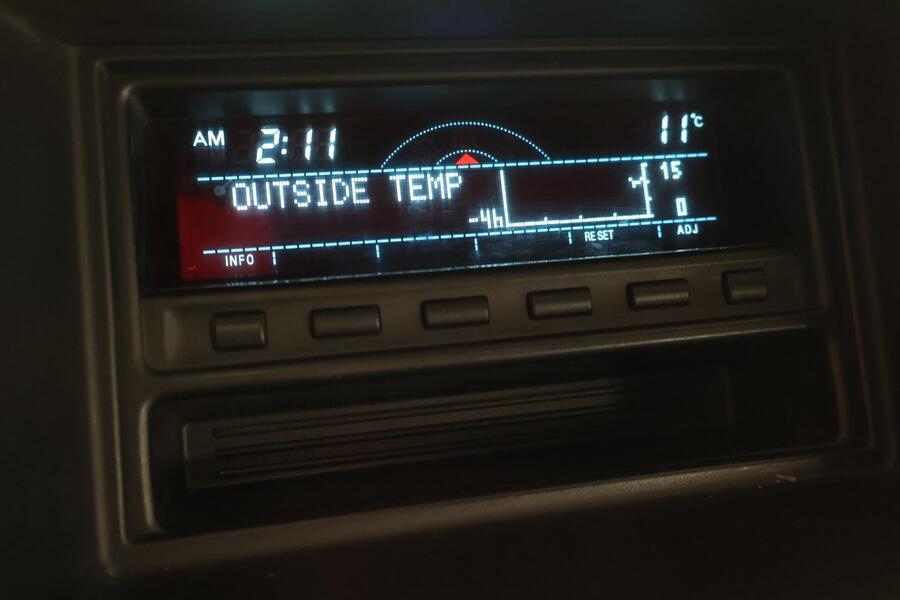 AM 2:11 11°C
OUTSIDE TEMP
15
-4h 0
INFO RESET ADJ